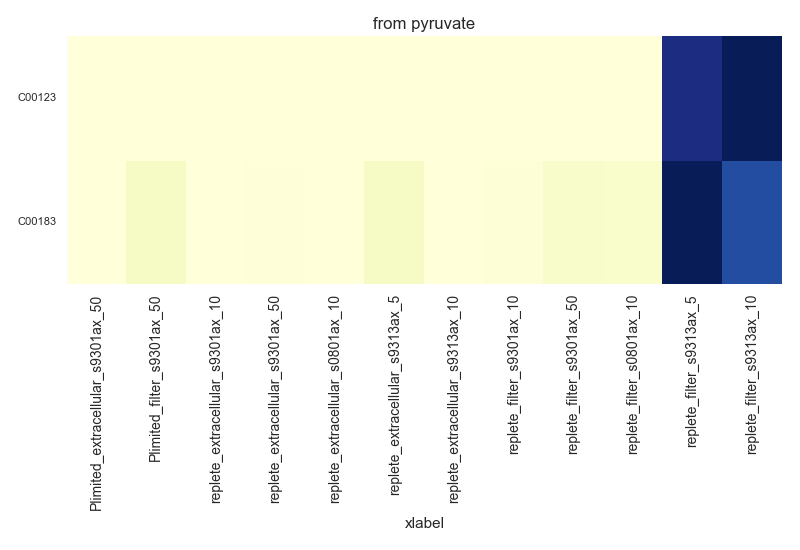 from pyruvate
C00123
C00183
Plimited_extracellular_s9301ax_50
Plimited_filter_s9301ax_50
replete_extracellular_s9301ax_10
replete_extracellular_s9301ax_50
replete_extracellular_s0801ax_10
replete_extracellular_s9313ax_5
replete_extracellular_s9313ax_10
replete_filter_s9301ax_10
replete_filter_s9301ax_50
replete_filter_s0801ax_10
replete_filter_s9313ax_5
replete_filter_s9313ax_10
xlabel